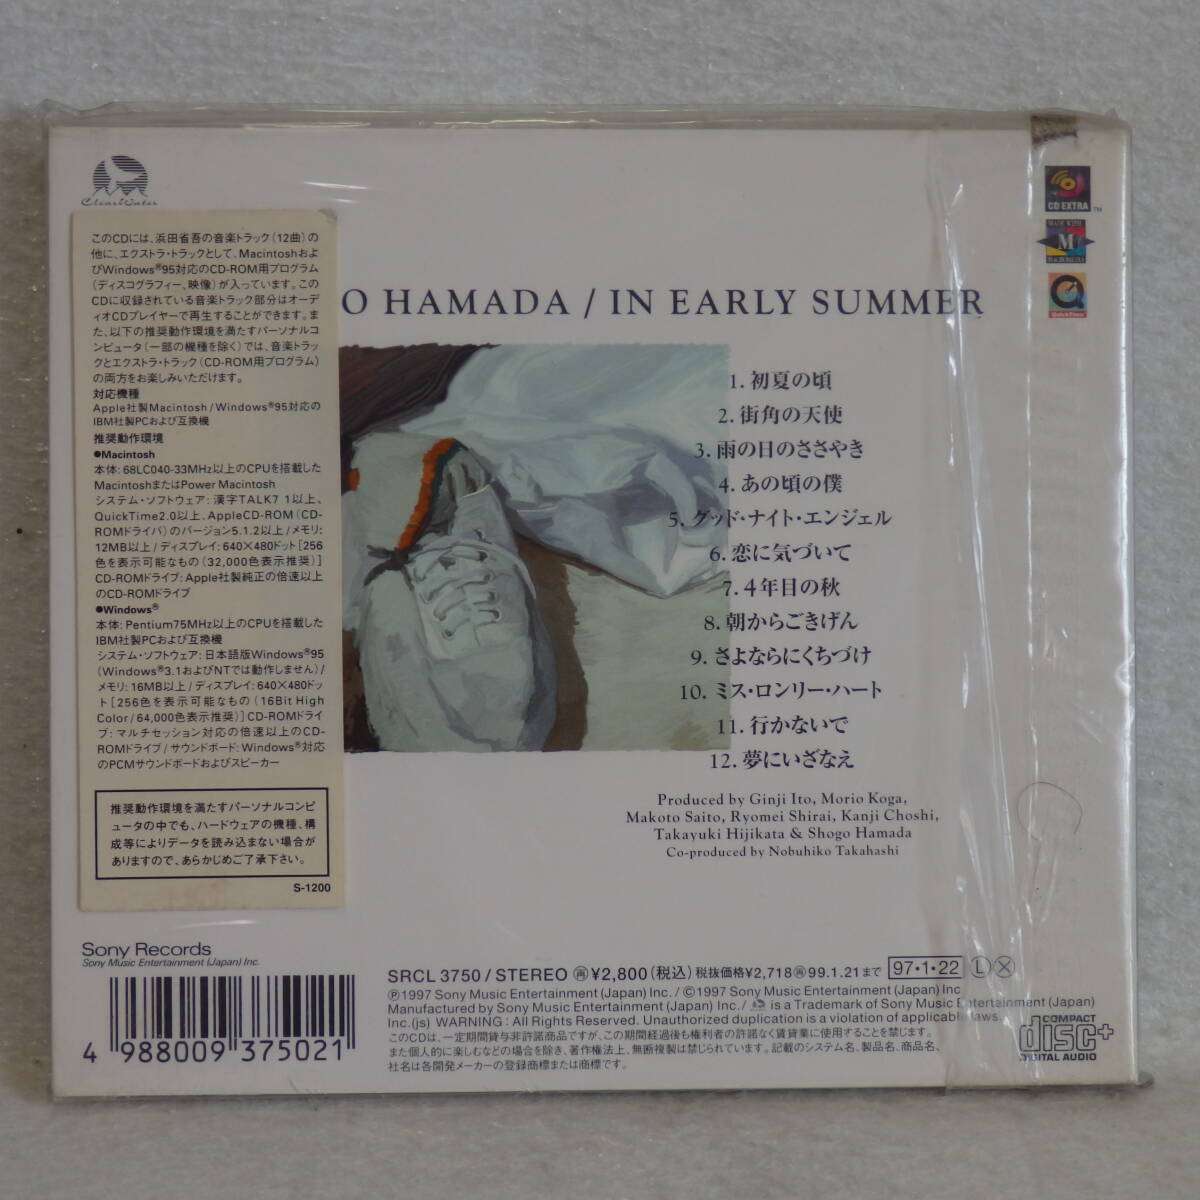 Clear Water
CD EXTRA
TM
MADE WITH
M
QuickTime
このCDには、浜田省吾の音楽トラック(12曲)の
他に、エクストラ・トラックとして、Macintoshおよ
びWindows®95対応のCD-ROM用プログラム
(ディスコグラフィー、映像)が入っています。この
CDに収録されている音楽トラック部分はオーデ
ィオCDプレイヤーで再生することができます。ま
た、以下の推奨動作環境を満たすパーソナルコ
ンピュータ(一部の機種を除く)では、音楽トラッ
クとエクストラ・トラック(CD-ROM用プログラム)
の両方をお楽しみいただけます。
対応機種
Apple社製Macintosh/Windows®95対応の
IBM社製PCおよび互換機
推奨動作環境
●Macintosh
本体:68LC040-33MHz以上のCPUを搭載した
MacintoshまたはPower Macintosh
システム・ソフトウェア:漢字TALK7 1以上、
QuickTime2.0以上、AppleCD-ROM(CD-
ROMドライバ)のバージョン5.1.2以上/メモリ:
12MB以上/ディスプレイ:640×480ドット[256
色を表示可能なもの(32,000色表示推奨)]
CD-ROMドライブ:Apple社製純正の倍速以上
のCD-ROMドライブ
●Windows®
本体:Pentium75MHz以上のCPUを搭載した
IBM社製PCおよび互換機
システム・ソフトウェア:日本語版Windows®95
(Windows®3.1およびNTでは動作しません)/
メモリ:16MB以上/ディスプレイ:640×480ドッ
ト[256色を表示可能なもの(16Bit High
Color/64,000色表示推奨)]CD-ROMドライ
ブ:マルチセッション対応の倍速以上のCD-
ROMドライブ/サウンドボード:Windows®対応
のPCMサウンドボードおよびスピーカー
推奨動作環境を満たすパーソナルコンピ
ュータの中でも、ハードウェアの機種、構
成等によりデータを読み込まない場合が
ありますので、あらかじめご了承下さい。
S-1200
O HAMADA / IN EARLY SUMMER
1. 初夏の頃
2. 街角の天使
3. 雨の日のささやき
4. あの頃の僕
5. グッド・ナイト・エンジェル
6. 恋に気づいて
7. 4年目の秋
8. 朝からごきげん
9. さよならにくちづけ
10. ミス・ロンリー・ハート
11. 行かないで
12. 夢にいざなえ
Produced by Ginji Ito, Morio Koga,
Makoto Saito, Ryomei Shirai, Kanji Choshi,
Takayuki Hijikata & Shogo Hamada
Co-produced by Nobuhiko Takahashi
Sony Records
Sony Music Entertainment (Japan) Inc.
4 988009 375021
SRCL 3750/STEREO 再¥2,800(税込)税抜価格¥2,718再99.1.21まで 97・1・22 L X
Ⓟ1997 Sony Music Entertainment (Japan) Inc./©1997 Sony Music Entertainment (Japan) Inc
Manufactured by Sony Music Entertainment (Japan) Inc./ is a Trademark of Sony Music Entertainment (Japan)
Inc.(js) WARNING: All Rights Reserved. Unauthorized duplication is a violation of applicable laws.
このCDは、一定期間貸与非許諾商品ですが、この期間経過後も権利者の許諾なく賃貸業に使用することを禁じます。
また個人的に楽しむなどの場合を除き、著作権法上、無断複製は禁じられています。記載のシステム名、製品名、商品名、
社名は各開発メーカーの登録商標または商標です。
COMPACT
disc+
DIGITAL AUDIO